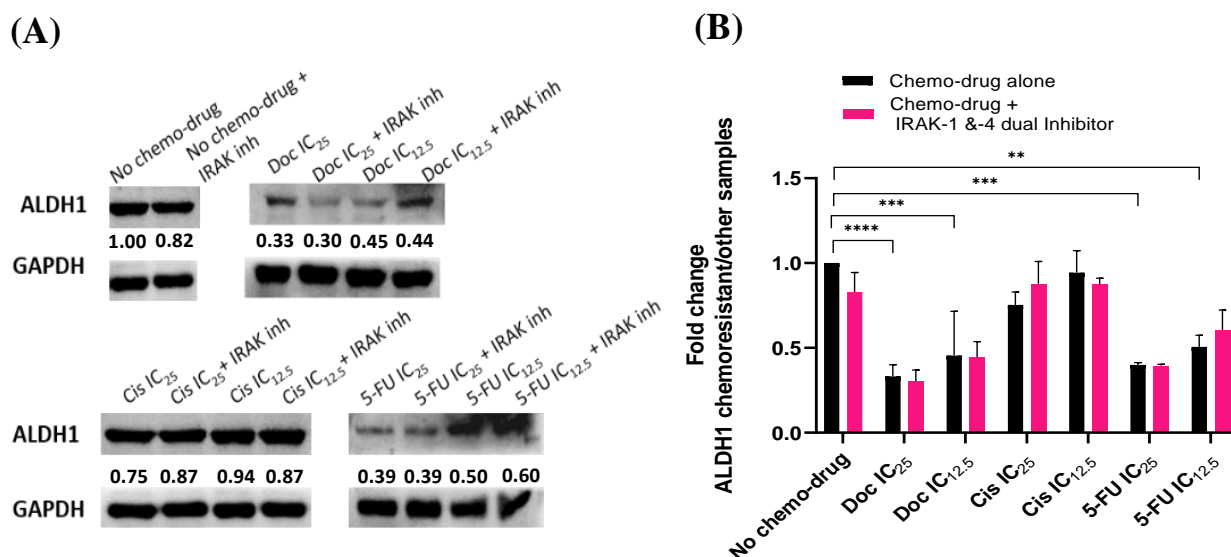 (A)
No chemo-drug
No chemo-drug +
IRAK inh
Doc IC25
Doc IC25 + IRAK inh
Doc IC12.5
Doc IC12.5 + IRAK inh
ALDH1
1.00 0.82 0.33 0.30 0.45 0.44
GAPDH
Cis IC25
Cis IC25 + IRAK inh
Cis IC12.5
Cis IC12.5 + IRAK inh
5-FU IC25
5-FU IC25 + IRAK inh
5-FU IC12.5
5-FU IC12.5 + IRAK inh
ALDH1
0.75 0.87 0.94 0.87 0.39 0.39 0.50 0.60
GAPDH
(B)
Chemo-drug alone
Chemo-drug +
IRAK-1 &-4 dual Inhibitor
Fold change
ALDH1 chemoresistant/other samples
1.5
1.0
0.5
0.0
**
***
***
****
No chemo-drug
Doc IC25
Doc IC12.5
Cis IC25
Cis IC12.5
5-FU IC25
5-FU IC12.5